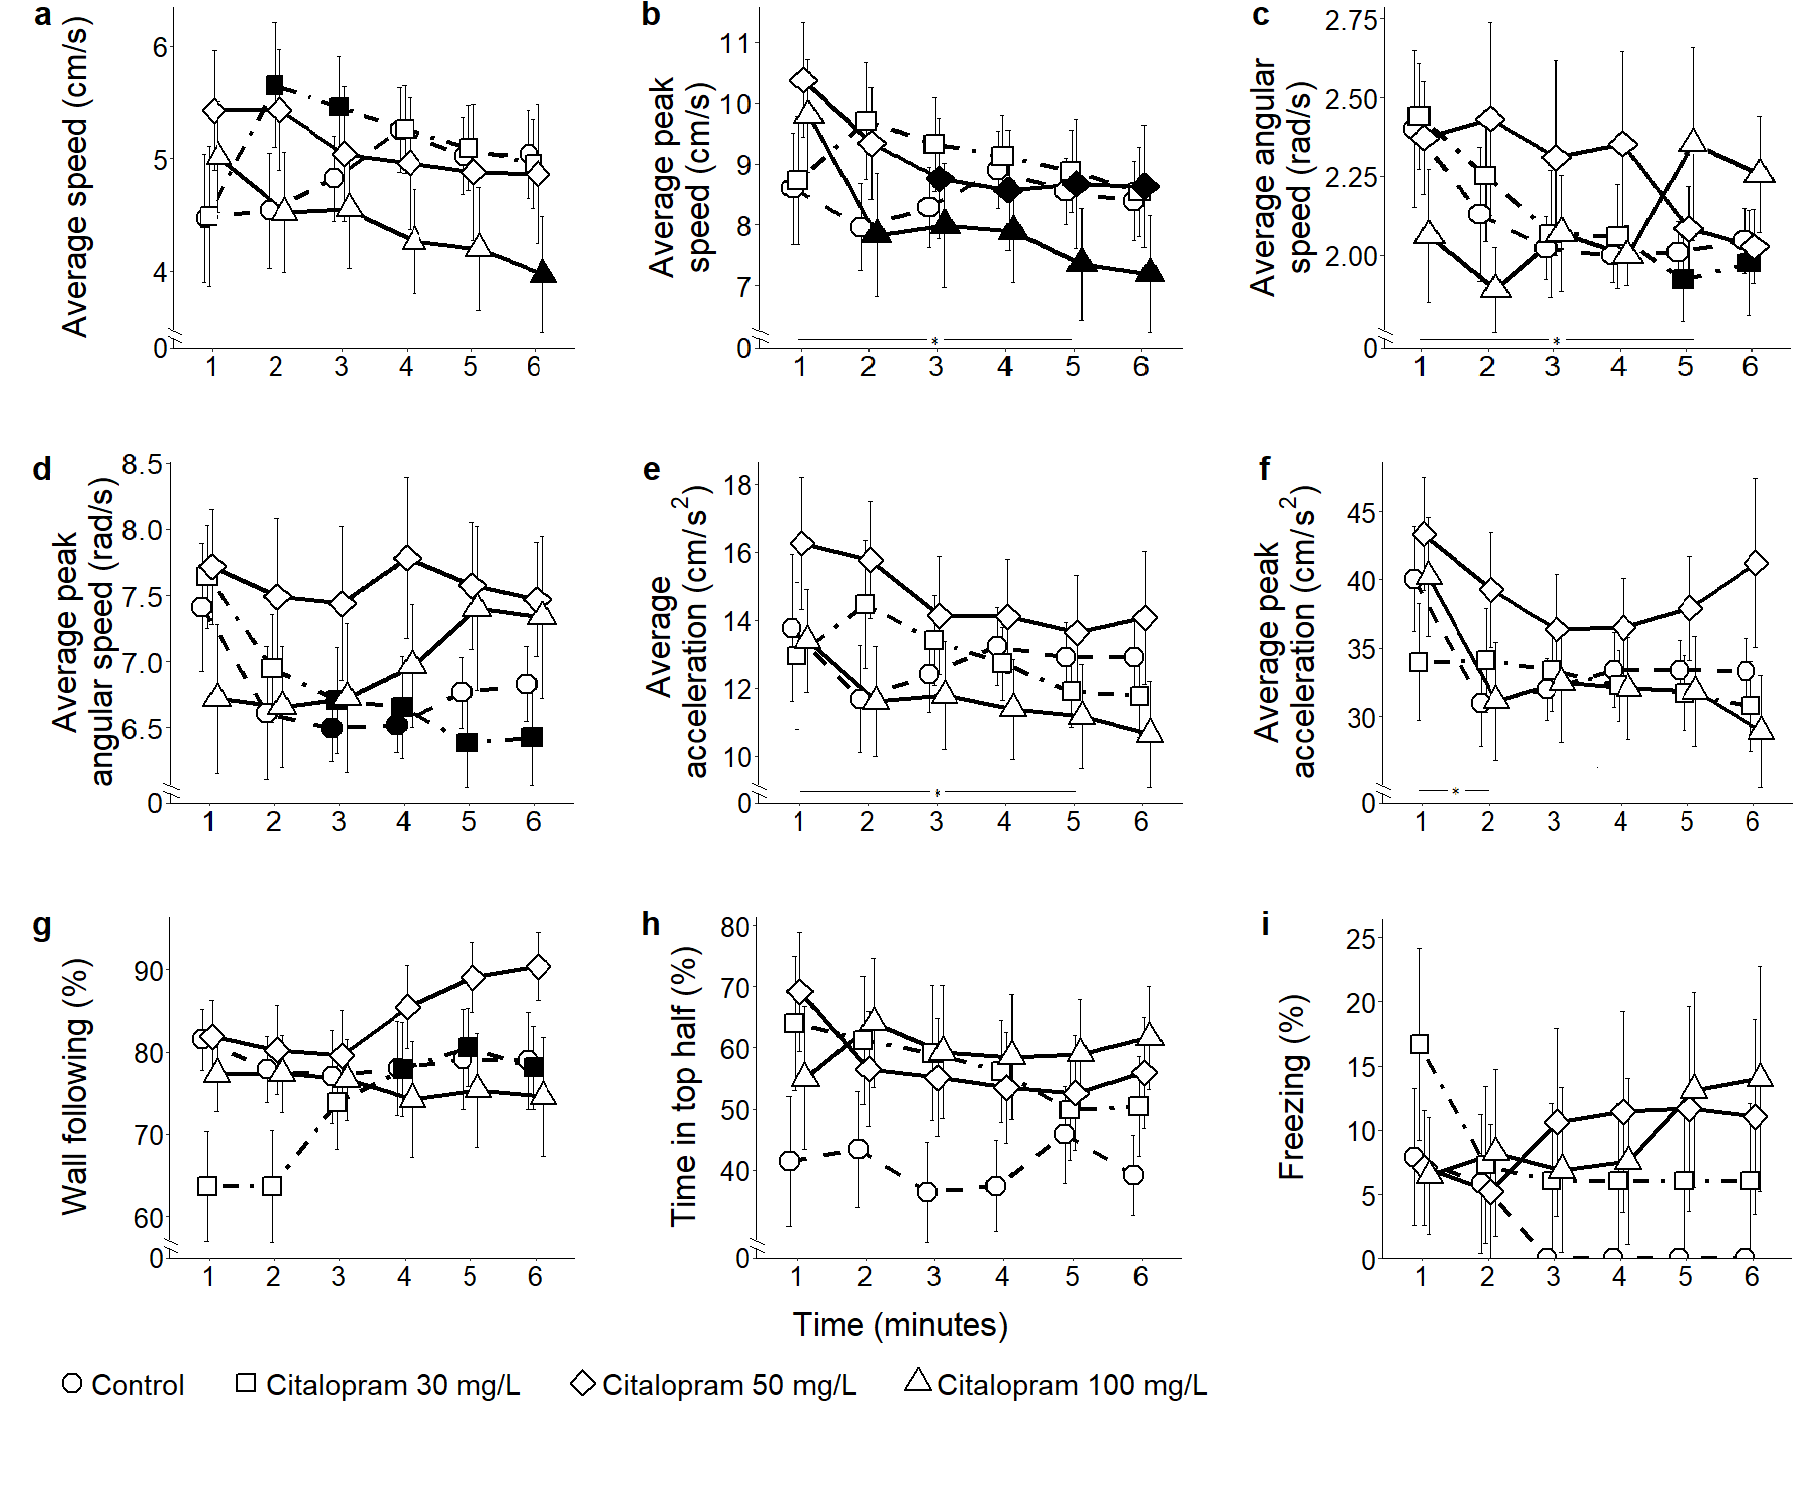 a
Average speed (cm/s)
6
5
4
0
1 2 3 4 5 6
b
Average peak
speed (cm/s)
11
10
9
8
7
0
*
1 2 3 4 5 6
c
Average angular
speed (rad/s)
2.75
2.50
2.25
2.00
0
*
1 2 3 4 5 6
d
Average peak
angular speed (rad/s)
8.5
8.0
7.5
7.0
6.5
0
1 2 3 4 5 6
e
Average
acceleration (cm/s²)
18
16
14
12
10
0
*
1 2 3 4 5 6
f
Average peak
acceleration (cm/s²)
45
40
35
30
0
*
1 2 3 4 5 6
g
Wall following (%)
90
80
70
60
0
1 2 3 4 5 6
h
Time in top half (%)
80
70
60
50
40
0
1 2 3 4 5 6
i
Freezing (%)
25
20
15
10
5
0
1 2 3 4 5 6
Time (minutes)
Control Citalopram 30 mg/L Citalopram 50 mg/L Citalopram 100 mg/L